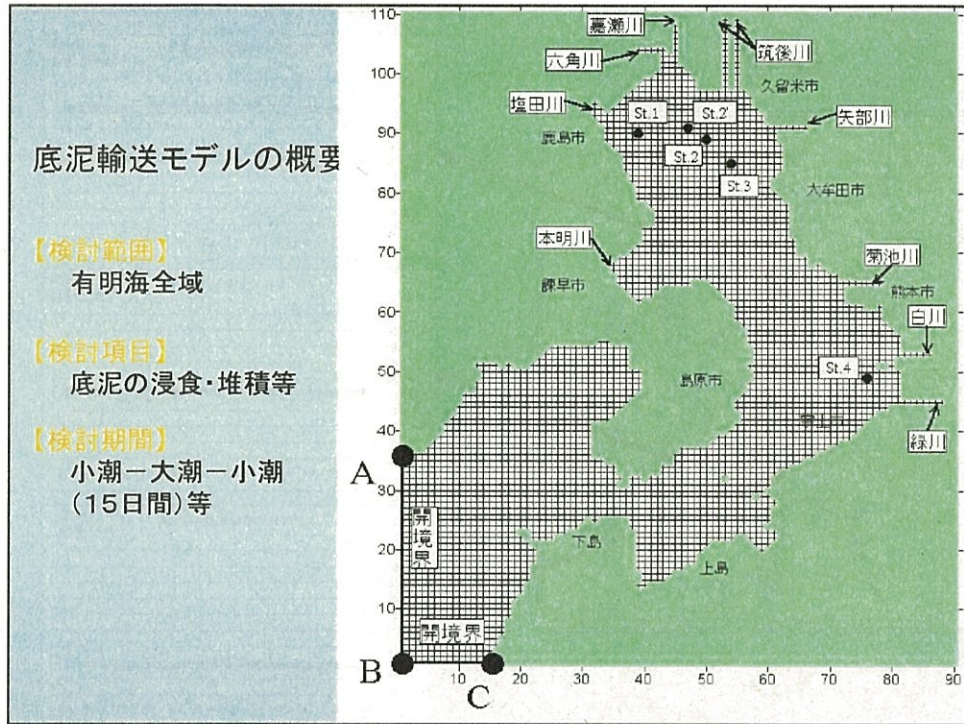 底泥輸送モデルの概要
【検討範囲】
有明海全域
【検討項目】
底泥の浸食・堆積等
【検討期間】
小潮－大潮－小潮
(15日間)等
110
100
90
80
70
60
50
40
30
20
10
嘉瀬川
六角川
塩田川
筑後川
久留米市
矢部川
St.1
St.2'
St.2
St.3
鹿島市
大牟田市
本明川
諫早市
菊池川
熊本市
白川
島原市
St.4
宇土市
緑川
A
開境界
下島
上島
開境界
B
C
10
20
30
40
50
60
70
80
90